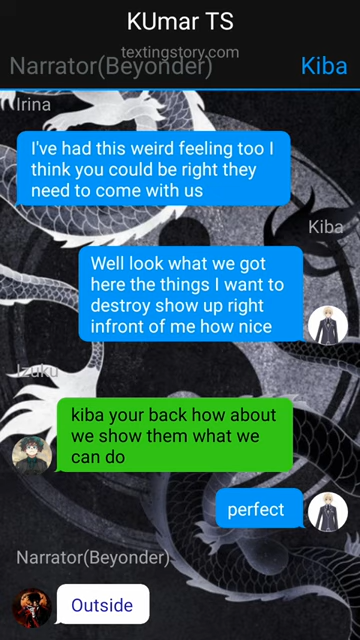 KUmar TS
textingstory.com
Narrator(Beyonder)
Kiba
Irina
I've had this weird feeling too I
think you could be right they
need to come with us
Kiba
Well look what we got
here the things I want to
destroy show up right
infront of me how nice
Izuku
kiba your back how about
we show them what we
can do
perfect
Narrator(Beyonder)
Outside